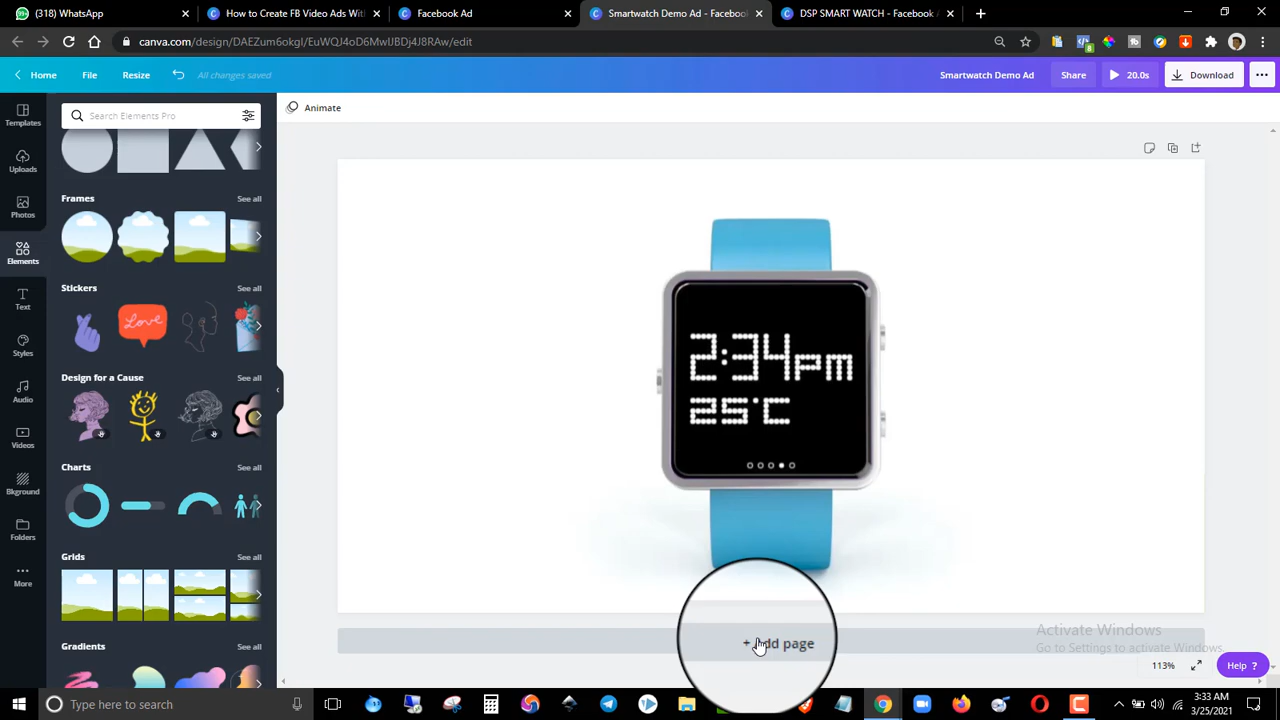 (318) WhatsApp
How to Create FB Video Ads With
Facebook Ad
Smartwatch Demo Ad - Facebook
DSP SMART WATCH - Facebook A
canva.com/design/DAEZum6okgI/EuWQJ4oD6MwIJBDj4J8RAw/edit
8
Home
File
Resize
All changes saved
Smartwatch Demo Ad
Share
20.0s
Download
Templates
Uploads
Photos
Elements
Text
Styles
Audio
Videos
Bkground
Folders
More
Search Elements Pro
Frames
See all
Stickers
See all
Love
Design for a Cause
See all
Charts
See all
Grids
See all
Gradients
See all
Animate
2:34pm
25°C
+ Add page
Activate Windows
Go to Settings to activate Windows.
113%
Help ?
Type here to search
3:33 AM
3/25/2021